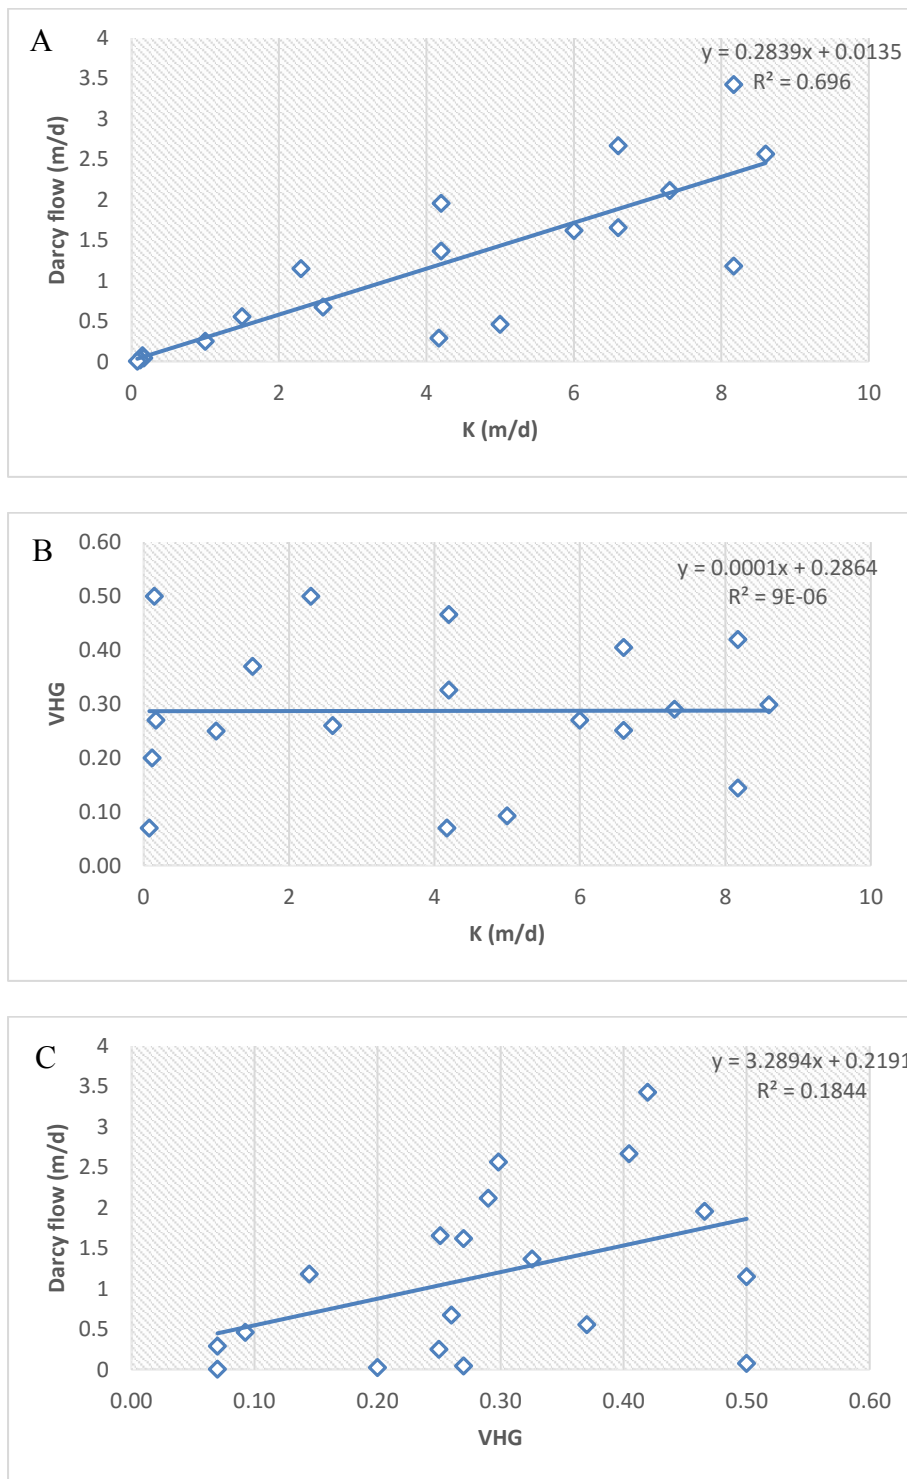 A
y = 0.2839x + 0.0135
R² = 0.696
Darcy flow (m/d)
4
3.5
3
2.5
2
1.5
1
0.5
0
0 2 4 6 8 10
K (m/d)
B
y = 0.0001x + 0.2864
R² = 9E-06
VHG
0.60
0.50
0.40
0.30
0.20
0.10
0.00
0 2 4 6 8 10
K (m/d)
C
y = 3.2894x + 0.2191
R² = 0.1844
Darcy flow (m/d)
4
3.5
3
2.5
2
1.5
1
0.5
0
0.00 0.10 0.20 0.30 0.40 0.50 0.60
VHG